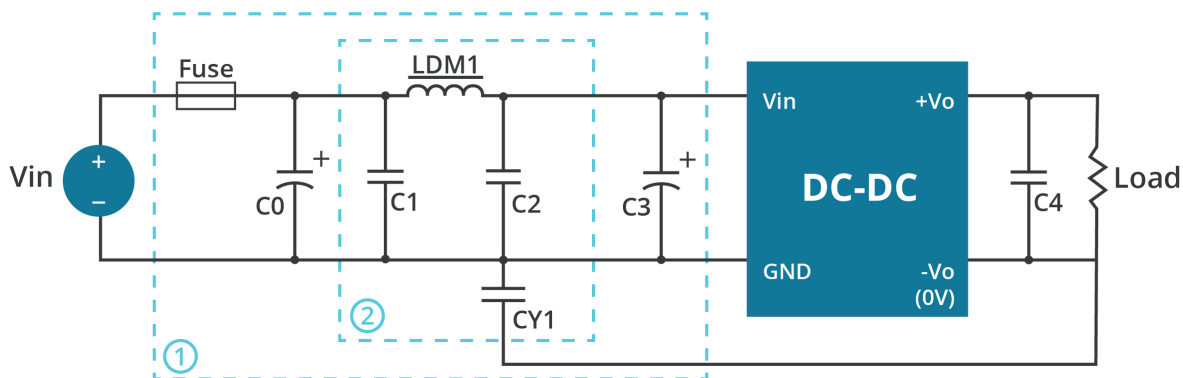 Fuse
LDM1
Vin
+
−
+
C0
C1
C2
+
C3
CY1
1
2
Vin
+Vo
DC-DC
GND
-Vo
(0V)
C4
Load